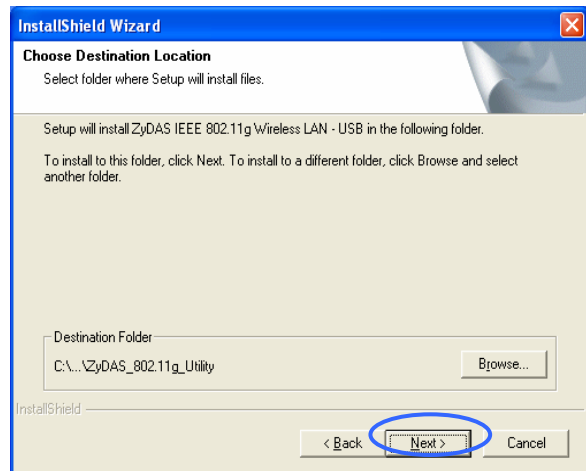 InstallShield Wizard
Choose Destination Location
Select folder where Setup will install files.
Setup will install ZyDAS IEEE 802.11g Wireless LAN - USB in the following folder.
To install to this folder, click Next. To install to a different folder, click Browse and select
another folder.
Destination Folder
C:\...\ZyDAS_802.11g_Utility
Browse...
InstallShield
< Back
Next >
Cancel